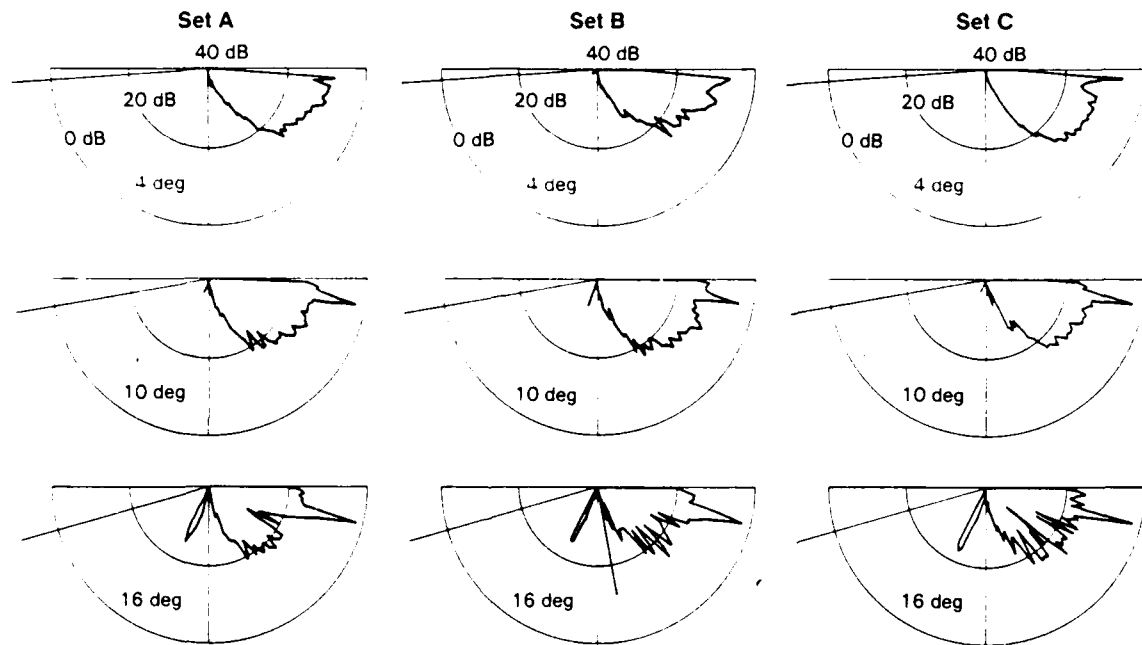 Set A
Set B
Set C
40 dB
40 dB
40 dB
20 dB
20 dB
20 dB
0 dB
0 dB
0 dB
4 deg
4 deg
4 deg
10 deg
10 deg
10 deg
16 deg
16 deg
16 deg